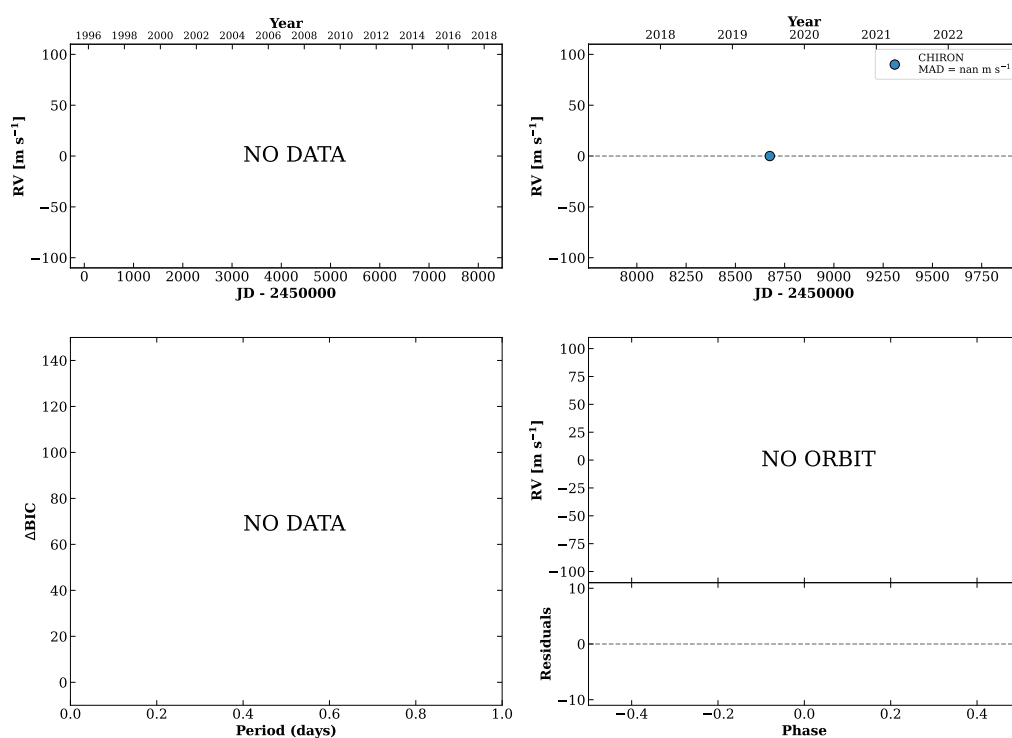 Year
1996 1998 2000 2002 2004 2006 2008 2010 2012 2014 2016 2018
100
50
0
−50
−100
RV [m s⁻¹]
NO DATA
0 1000 2000 3000 4000 5000 6000 7000 8000
JD - 2450000
Year
2018 2019 2020 2021 2022
CHIRON
MAD = nan m s⁻¹
100
50
0
−50
−100
RV [m s⁻¹]
8000 8250 8500 8750 9000 9250 9500 9750
JD - 2450000
140
120
100
80
60
40
20
0
ΔBIC
NO DATA
0.0 0.2 0.4 0.6 0.8 1.0
Period (days)
100
75
50
25
0
−25
−50
−75
−100
RV [m s⁻¹]
NO ORBIT
10
0
−10
Residuals
−0.4 −0.2 0.0 0.2 0.4
Phase